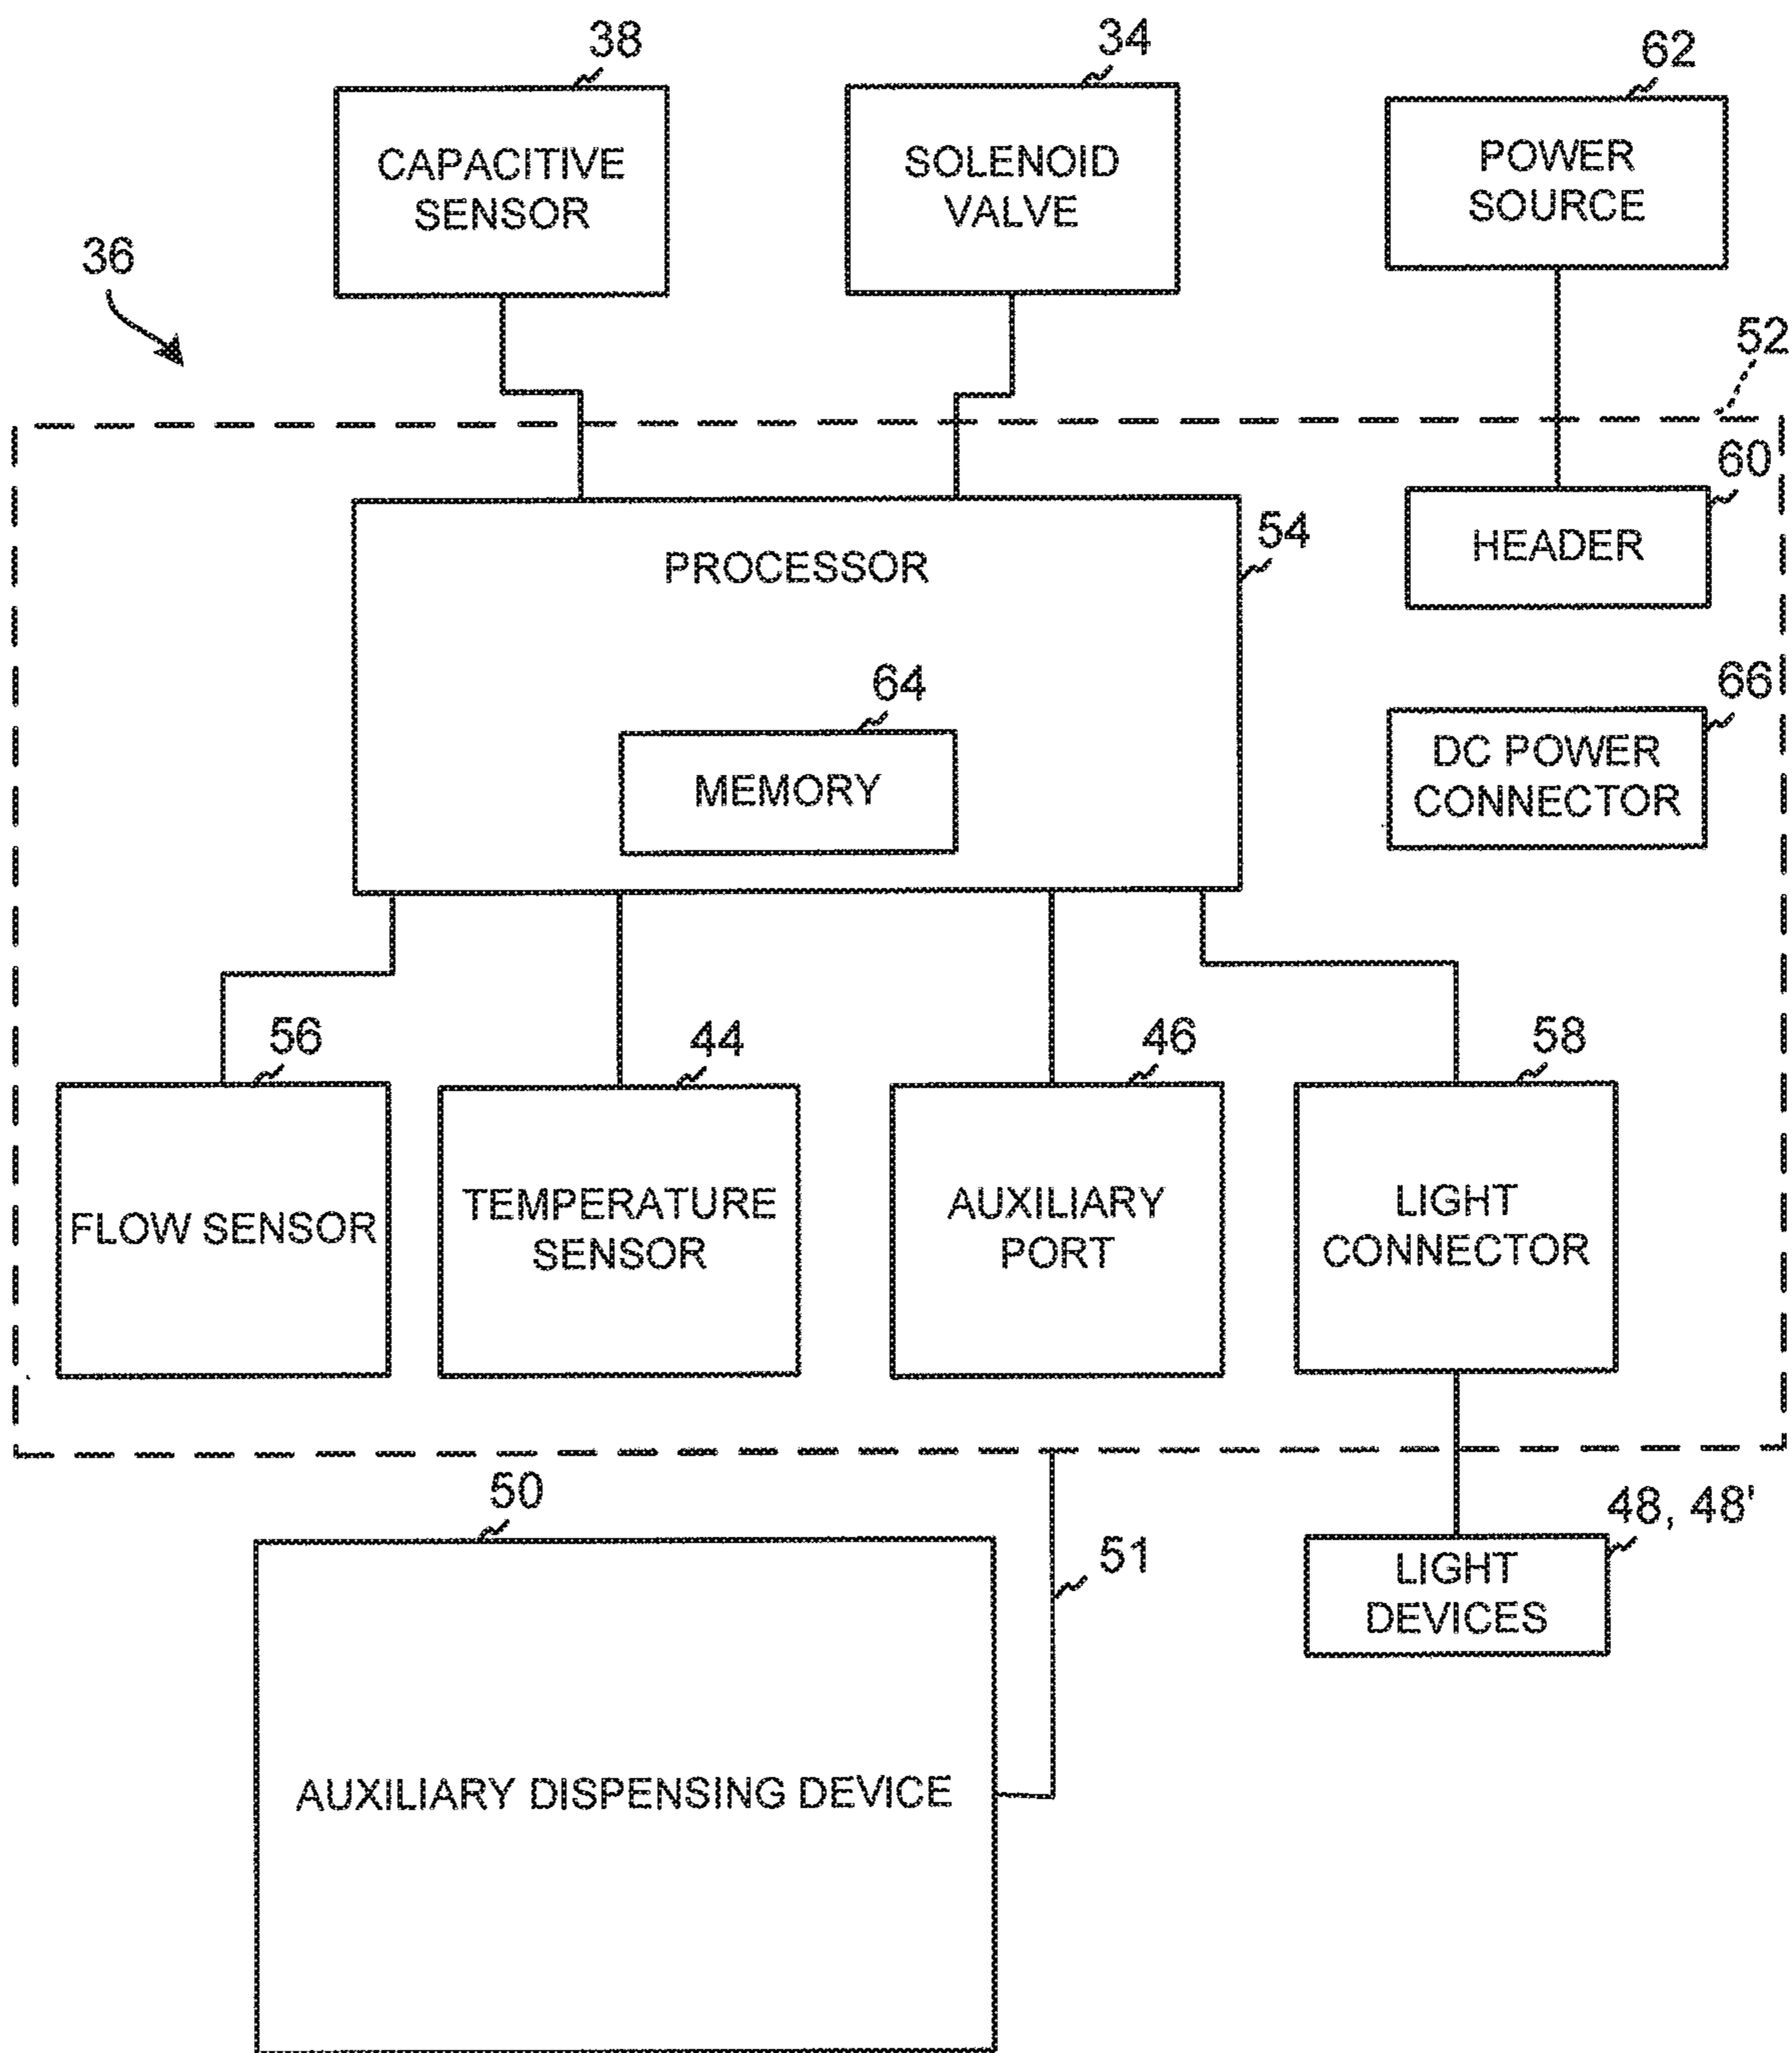 38
34
62
CAPACITIVE
SENSOR
SOLENOID
VALVE
POWER
SOURCE
36
52
60
HEADER
54
PROCESSOR
64
MEMORY
66
DC POWER
CONNECTOR
56
44
46
58
FLOW SENSOR
TEMPERATURE
SENSOR
AUXILIARY
PORT
LIGHT
CONNECTOR
50
51
48, 48'
LIGHT
DEVICES
AUXILIARY DISPENSING DEVICE